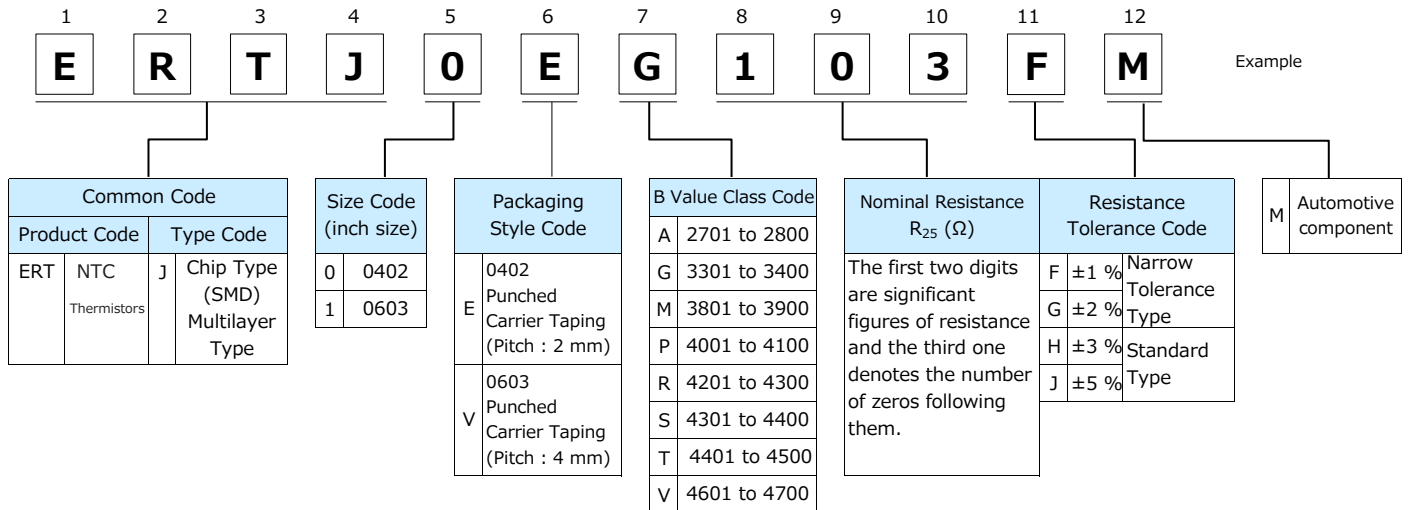 1 2 3 4 5 6 7 8 9 10 11 12
E R T J 0 E G 1 0 3 F M Example
Common Code
Product Code Type Code
ERT NTC
Thermistors
J Chip Type
(SMD)
Multilayer
Type
Size Code
(inch size)
0 0402
1 0603
Packaging
Style Code
E 0402
Punched
Carrier Taping
(Pitch : 2 mm)
V 0603
Punched
Carrier Taping
(Pitch : 4 mm)
B Value Class Code
A 2701 to 2800
G 3301 to 3400
M 3801 to 3900
P 4001 to 4100
R 4201 to 4300
S 4301 to 4400
T 4401 to 4500
V 4601 to 4700
Nominal Resistance
R₂₅ (Ω)
The first two digits
are significant
figures of resistance
and the third one
denotes the number
of zeros following
them.
Resistance
Tolerance Code
F ±1 %
G ±2 %
Narrow
Tolerance
Type
H ±3 %
J ±5 %
Standard
Type
M Automotive
component